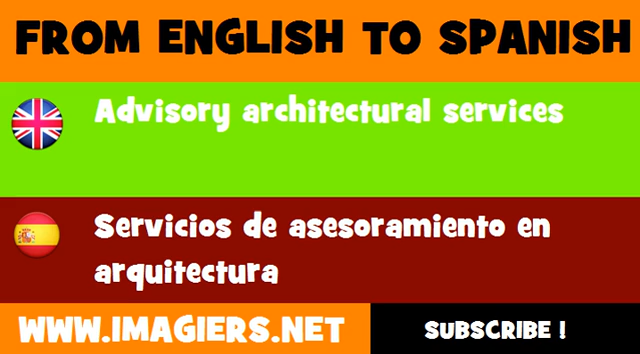 FROM ENGLISH TO SPANISH
Advisory architectural services
Servicios de asesoramiento en
arquitectura
WWW.IMAGIERS.NET
SUBSCRIBE !